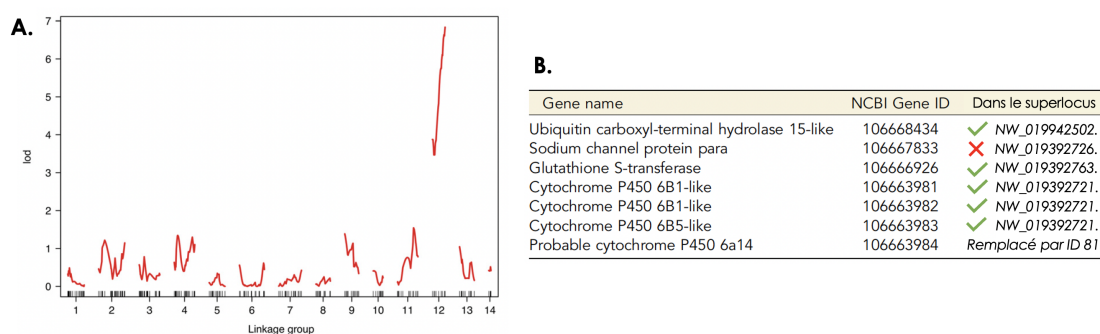 A.
7
6
5
4
3
2
1
0
lod
1 2 3 4 5 6 7 8 9 10 11 12 13 14
Linkage group
B.
Gene name NCBI Gene ID Dans le superlocus
Ubiquitin carboxyl-terminal hydrolase 15-like 106668434 NW_019942502.
Sodium channel protein para 106667833 NW_019392726.
Glutathione S-transferase 106666926 NW_019392763.
Cytochrome P450 6B1-like 106663981 NW_019392721.
Cytochrome P450 6B1-like 106663982 NW_019392721.
Cytochrome P450 6B5-like 106663983 NW_019392721.
Probable cytochrome P450 6a14 106663984 Remplacé par ID 81